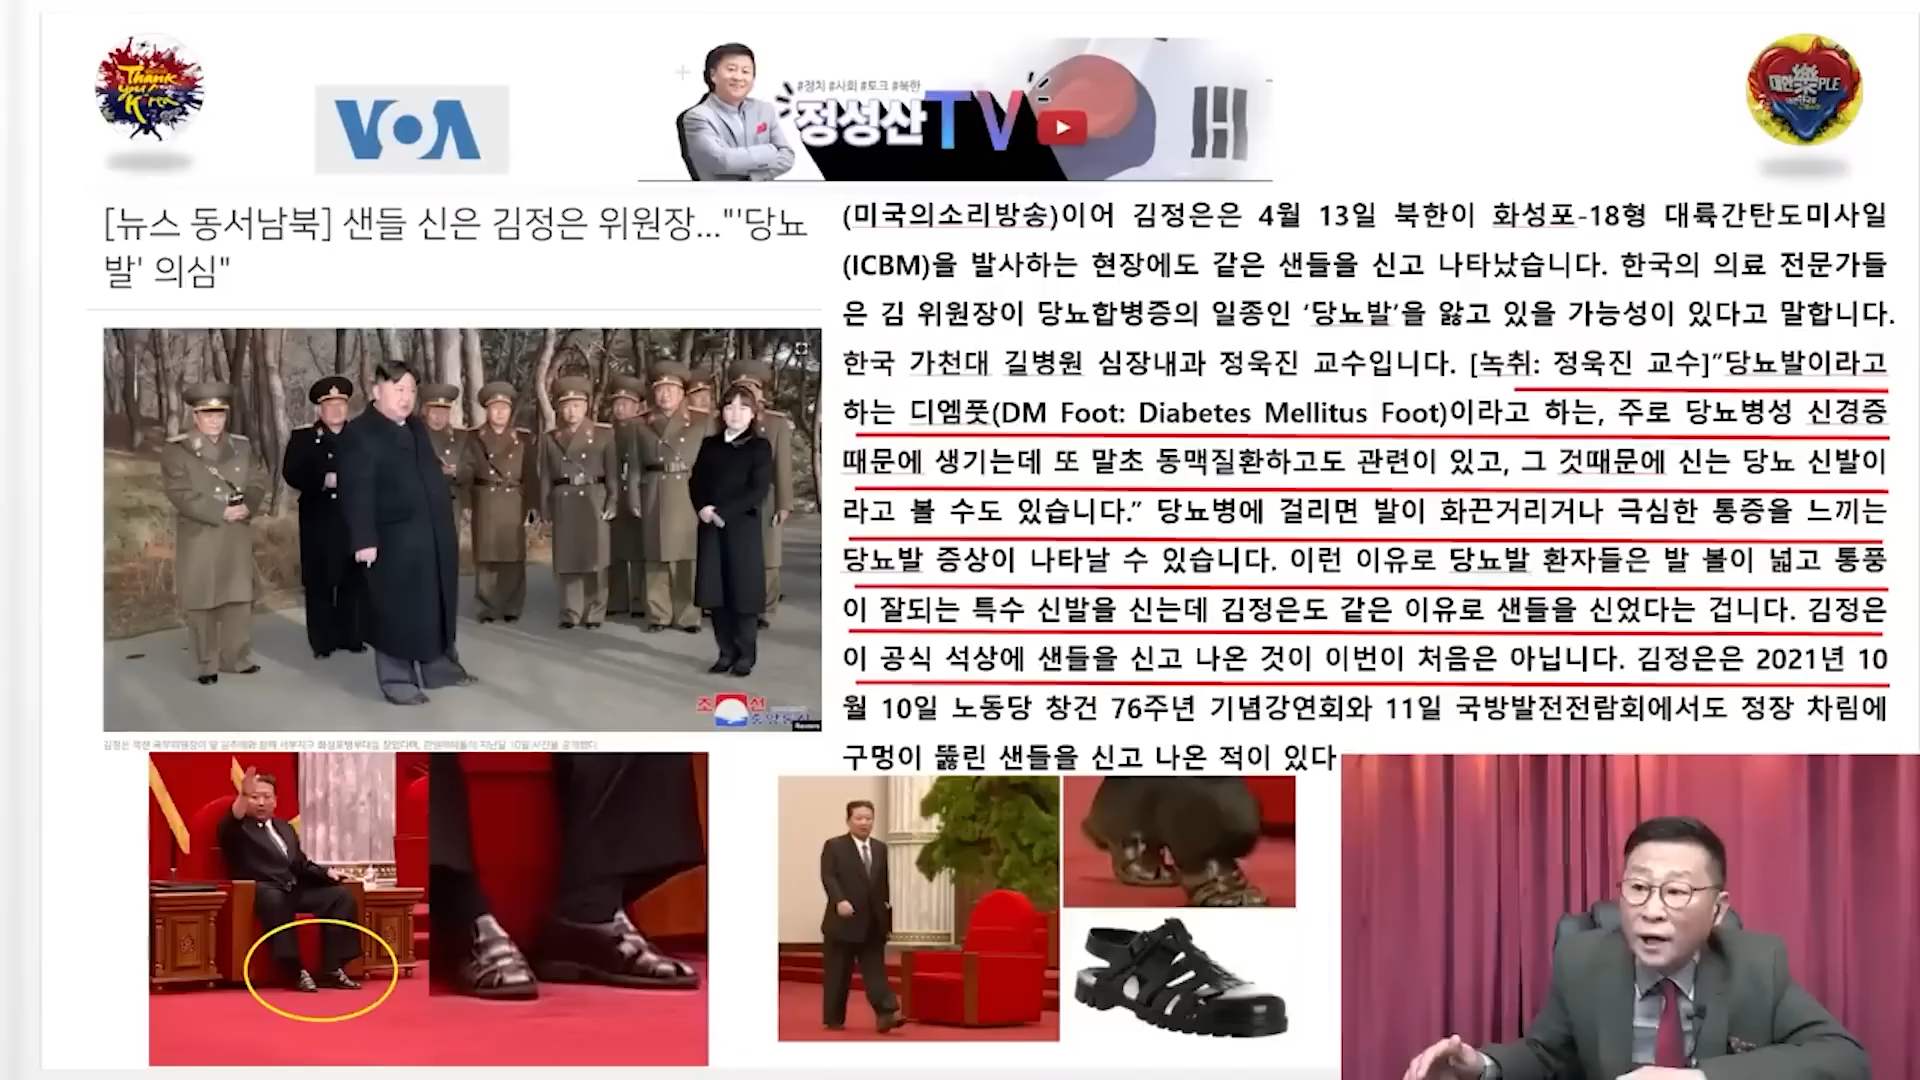 Thank you Korea
VOA
#정치 #사회 #토크 #북한
정성산TV
대한樂PLE
[뉴스 동서남북] 샌들 신은 김정은 위원장..."'당뇨
발' 의심"
(미국의소리방송)이어 김정은은 4월 13일 북한이 화성포-18형 대륙간탄도미사일
(ICBM)을 발사하는 현장에도 같은 샌들을 신고 나타났습니다. 한국의 의료 전문가들
은 김 위원장이 당뇨합병증의 일종인 ‘당뇨발’을 앓고 있을 가능성이 있다고 말합니다.
한국 가천대 길병원 심장내과 정욱진 교수입니다. [녹취: 정욱진 교수]“당뇨발이라고
하는 디엠풋(DM Foot: Diabetes Mellitus Foot)이라고 하는, 주로 당뇨병성 신경증
때문에 생기는데 또 말초 동맥질환하고도 관련이 있고, 그 것때문에 신는 당뇨 신발이
라고 볼 수도 있습니다.” 당뇨병에 걸리면 발이 화끈거리거나 극심한 통증을 느끼는
당뇨발 증상이 나타날 수 있습니다. 이런 이유로 당뇨발 환자들은 발 볼이 넓고 통풍
이 잘되는 특수 신발을 신는데 김정은도 같은 이유로 샌들을 신었다는 겁니다. 김정은
이 공식 석상에 샌들을 신고 나온 것이 이번이 처음은 아닙니다. 김정은은 2021년 10
월 10일 노동당 창건 76주년 기념강연회와 11일 국방발전전람회에서도 정장 차림에
구멍이 뚫린 샌들을 신고 나온 적이 있다
조선
중앙통신
Reuters